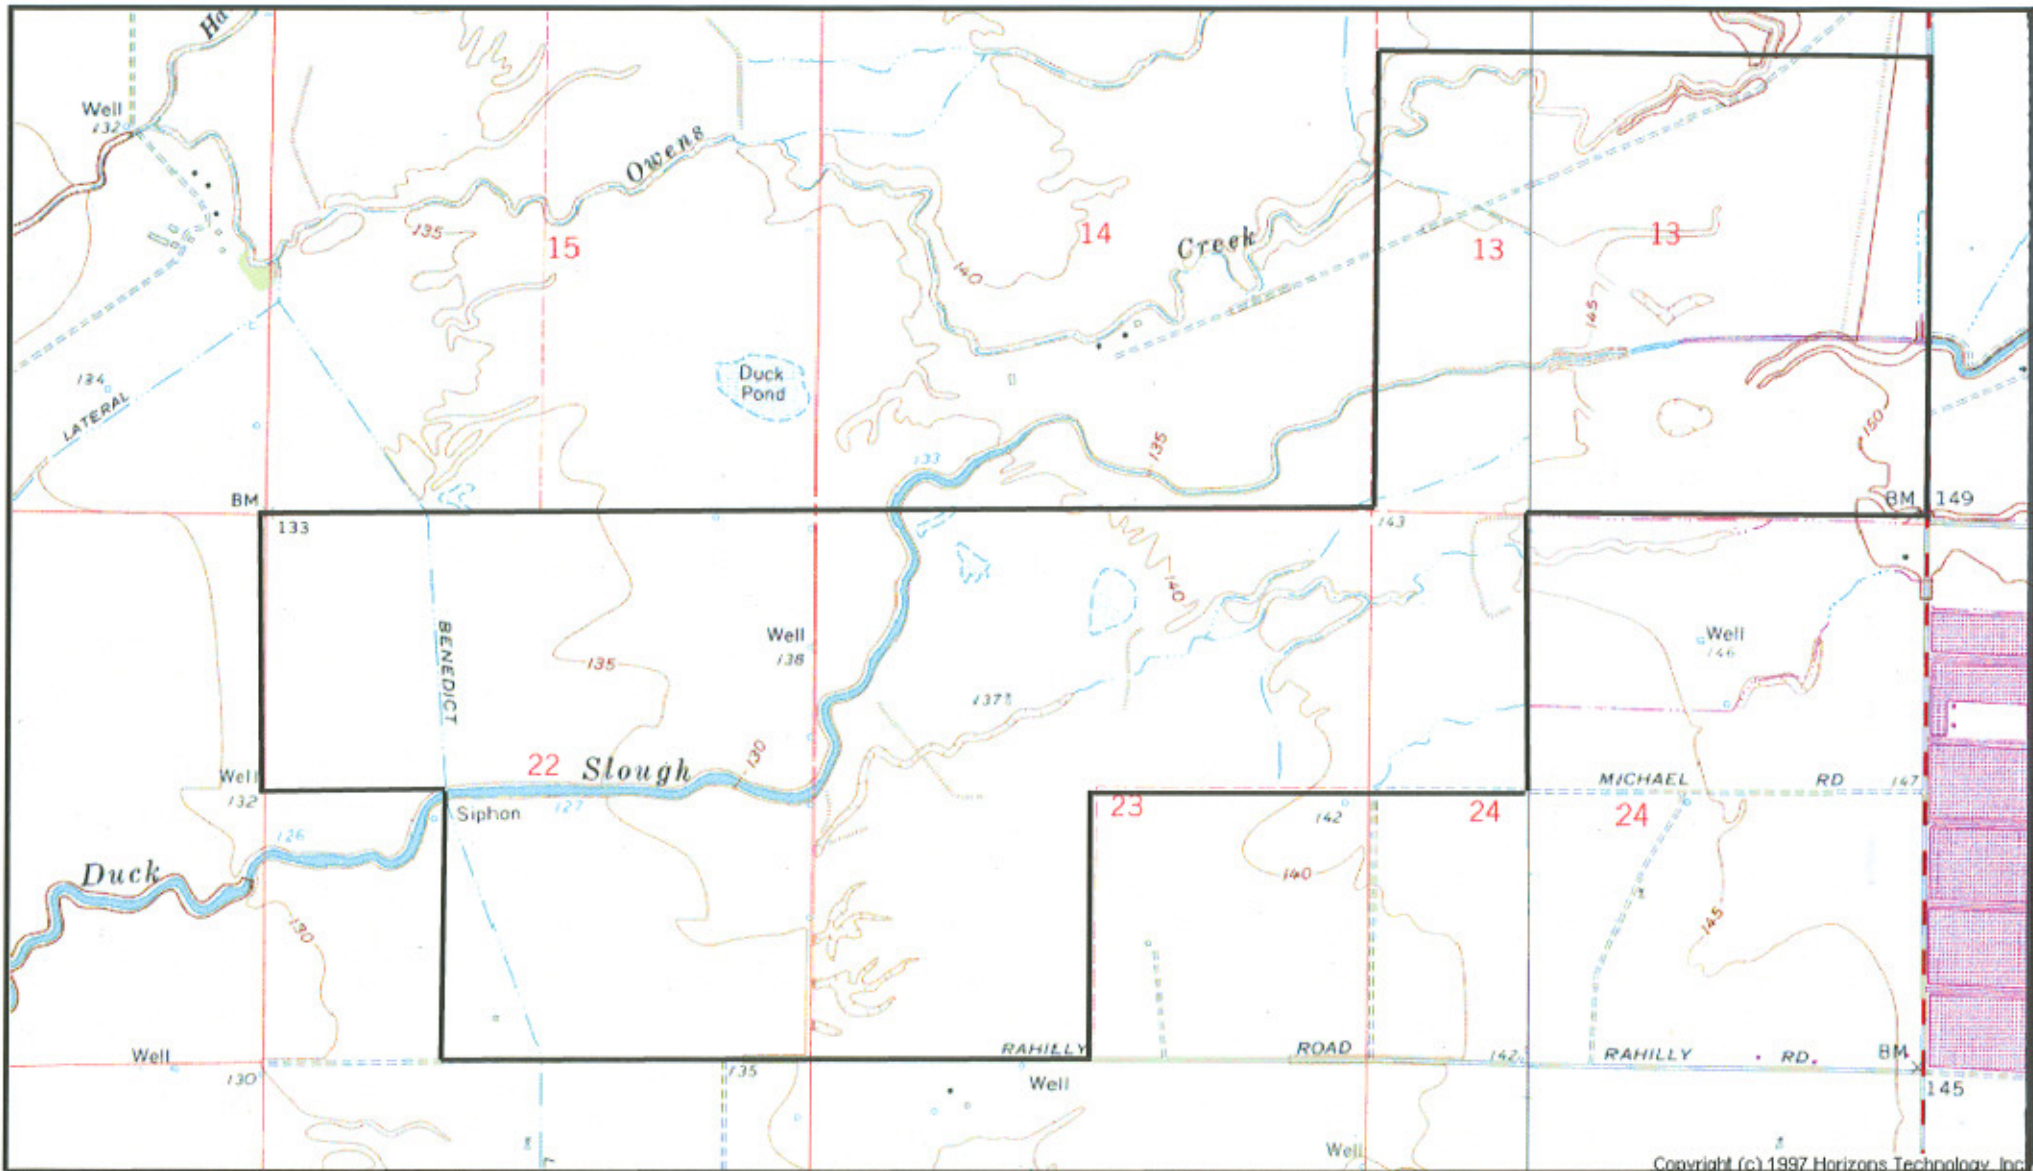 Ha
Well
132
Owens
135
15
14
Creek
140
13
13
145
Duck
Pond
134
LATERAL
133
135
150
BM
BM 149
133
143
140
BENEDICT
Well
138
135
Well
146
137
130
22 Slough
MICHAEL RD 147
Well
132
Siphon
127
23
142
24
24
126
Duck
140
130
145
RAHILLY ROAD
142
RAHILLY RD
BM
Well
130
135
Well
145
Well
Copyright (c) 1997 Horizons Technology, Inc